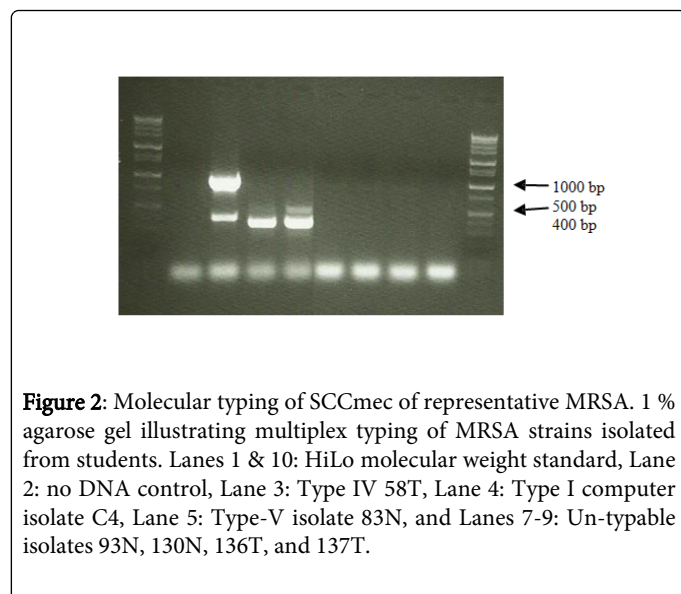 1000 bp
500 bp
400 bp
Figure 2: Molecular typing of SCCmec of representative MRSA. 1 %
agarose gel illustrating multiplex typing of MRSA strains isolated
from students. Lanes 1 & 10: HiLo molecular weight standard, Lane
2: no DNA control, Lane 3: Type IV 58T, Lane 4: Type I computer
isolate C4, Lane 5: Type-V isolate 83N, and Lanes 7-9: Un-typable
isolates 93N, 130N, 136T, and 137T.